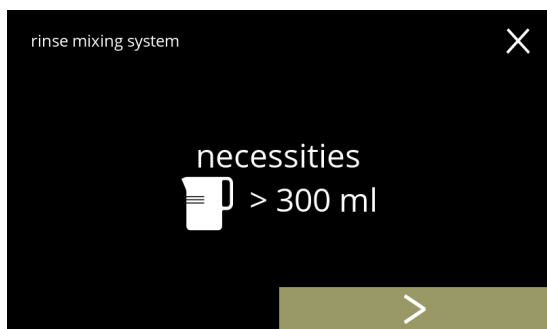 rinse mixing system
necessities
> 300 ml